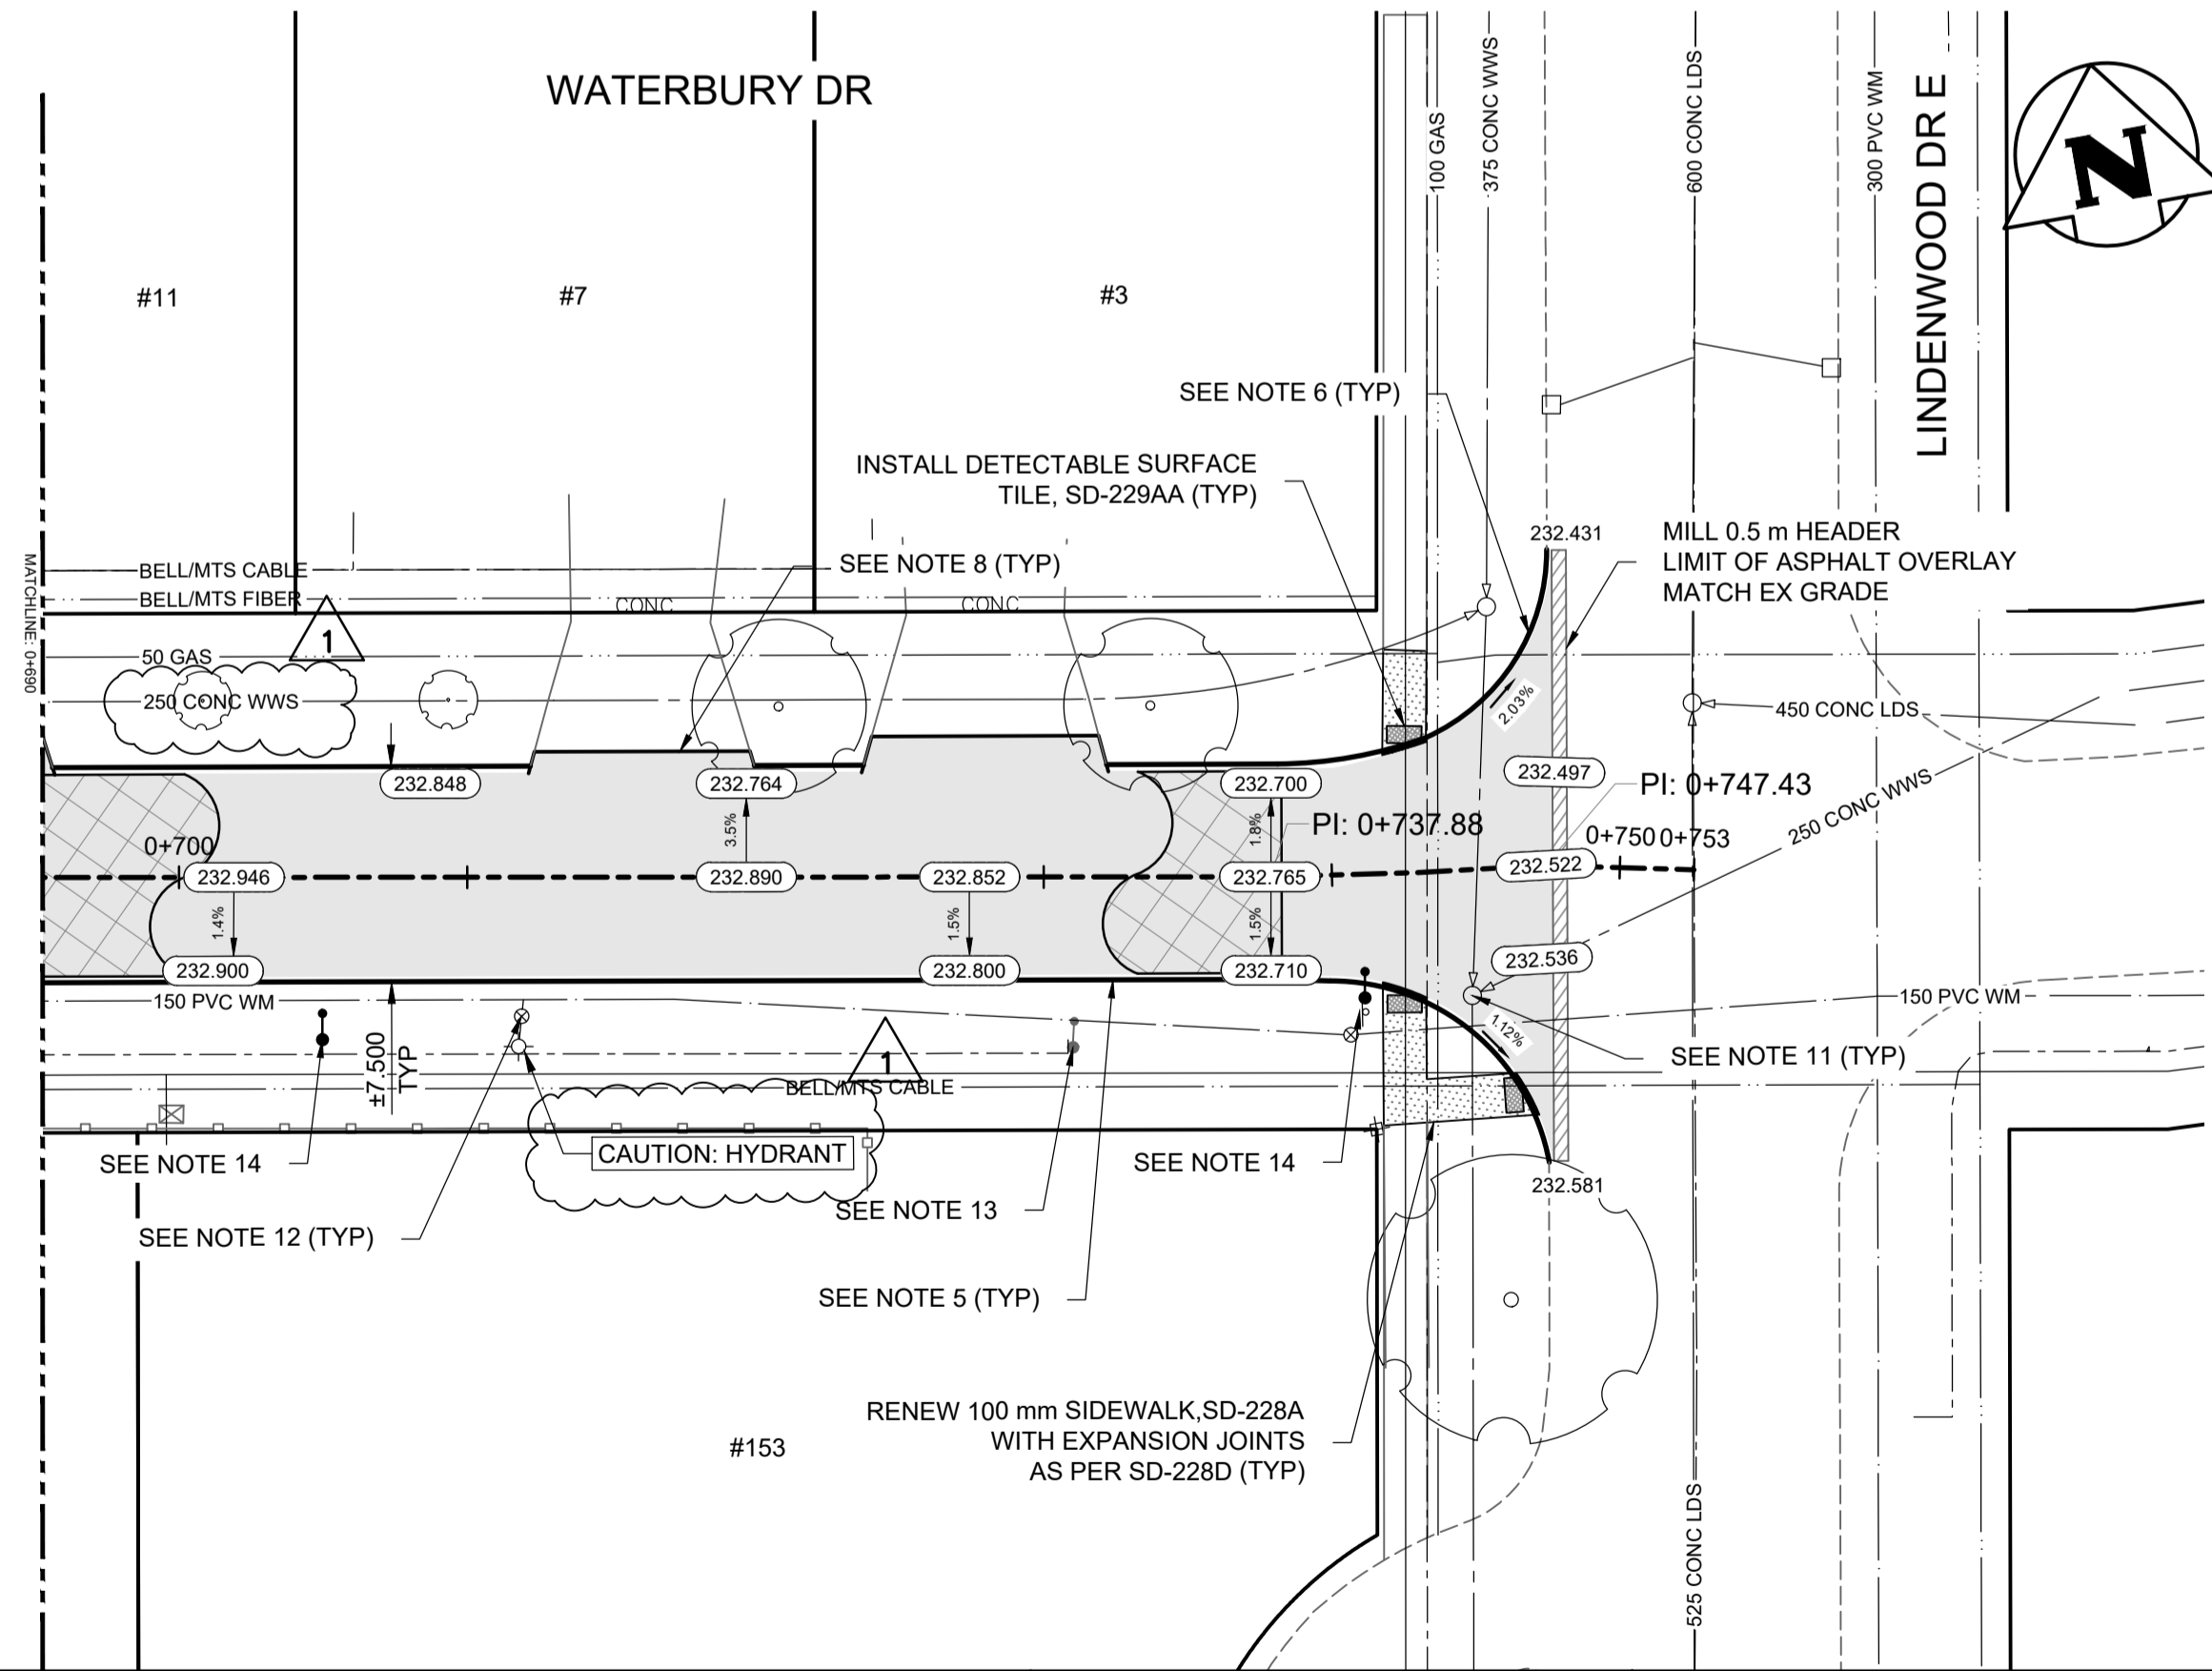 WATERBURY DR
LINDENWOOD DR E
N
100 GAS
375 CONC WWS
600 CONC LDS
300 PVC WM
#11
#7
#3
SEE NOTE 6 (TYP)
INSTALL DETECTABLE SURFACE
TILE, SD-229AA (TYP)
232.431
MILL 0.5 m HEADER
LIMIT OF ASPHALT OVERLAY
MATCH EX GRADE
SEE NOTE 8 (TYP)
MATCHLINE: 0+690
BELL/MTS CABLE
BELL/MTS FIBER
CONC
CONC
1
50 GAS
250 CONC WWS
2.03%
450 CONC LDS
232.848
232.764
232.700
232.497
PI: 0+747.43
PI: 0+737.88
0+700
3.5%
1.8%
0+750
0+753
250 CONC WWS
232.946
232.890
232.852
232.765
232.522
1.4%
1.5%
1.5%
232.900
232.800
232.710
232.536
150 PVC WM
150 PVC WM
±7.500
TYP
1
1.12%
SEE NOTE 11 (TYP)
BELL/MTS CABLE
CAUTION: HYDRANT
SEE NOTE 14
SEE NOTE 14
232.581
SEE NOTE 13
SEE NOTE 12 (TYP)
SEE NOTE 5 (TYP)
RENEW 100 mm SIDEWALK,SD-228A
WITH EXPANSION JOINTS
AS PER SD-228D (TYP)
#153
525 CONC LDS